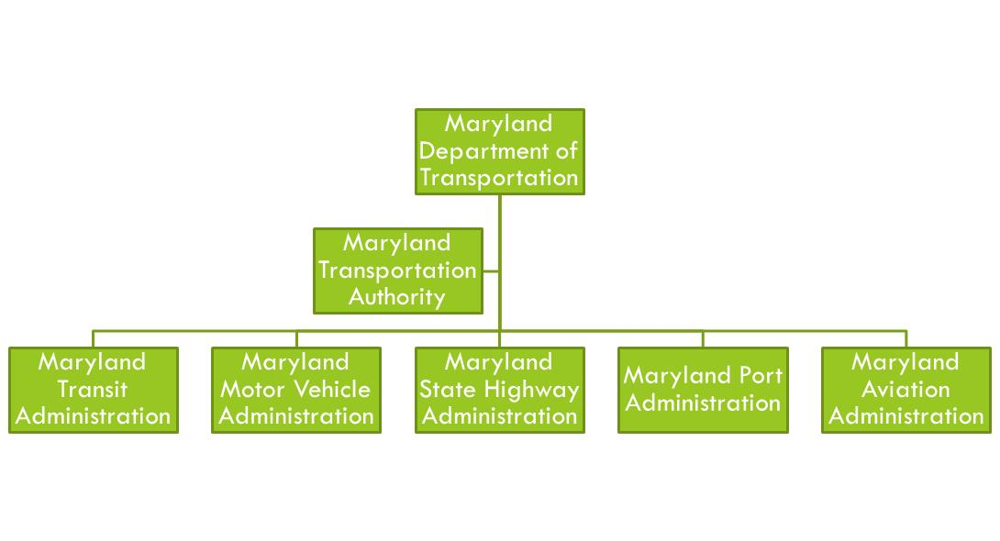 Maryland
Department of
Transportation
Maryland
Transportation
Authority
Maryland
Transit
Administration
Maryland
Motor Vehicle
Administration
Maryland
State Highway
Administration
Maryland Port
Administration
Maryland
Aviation
Administration